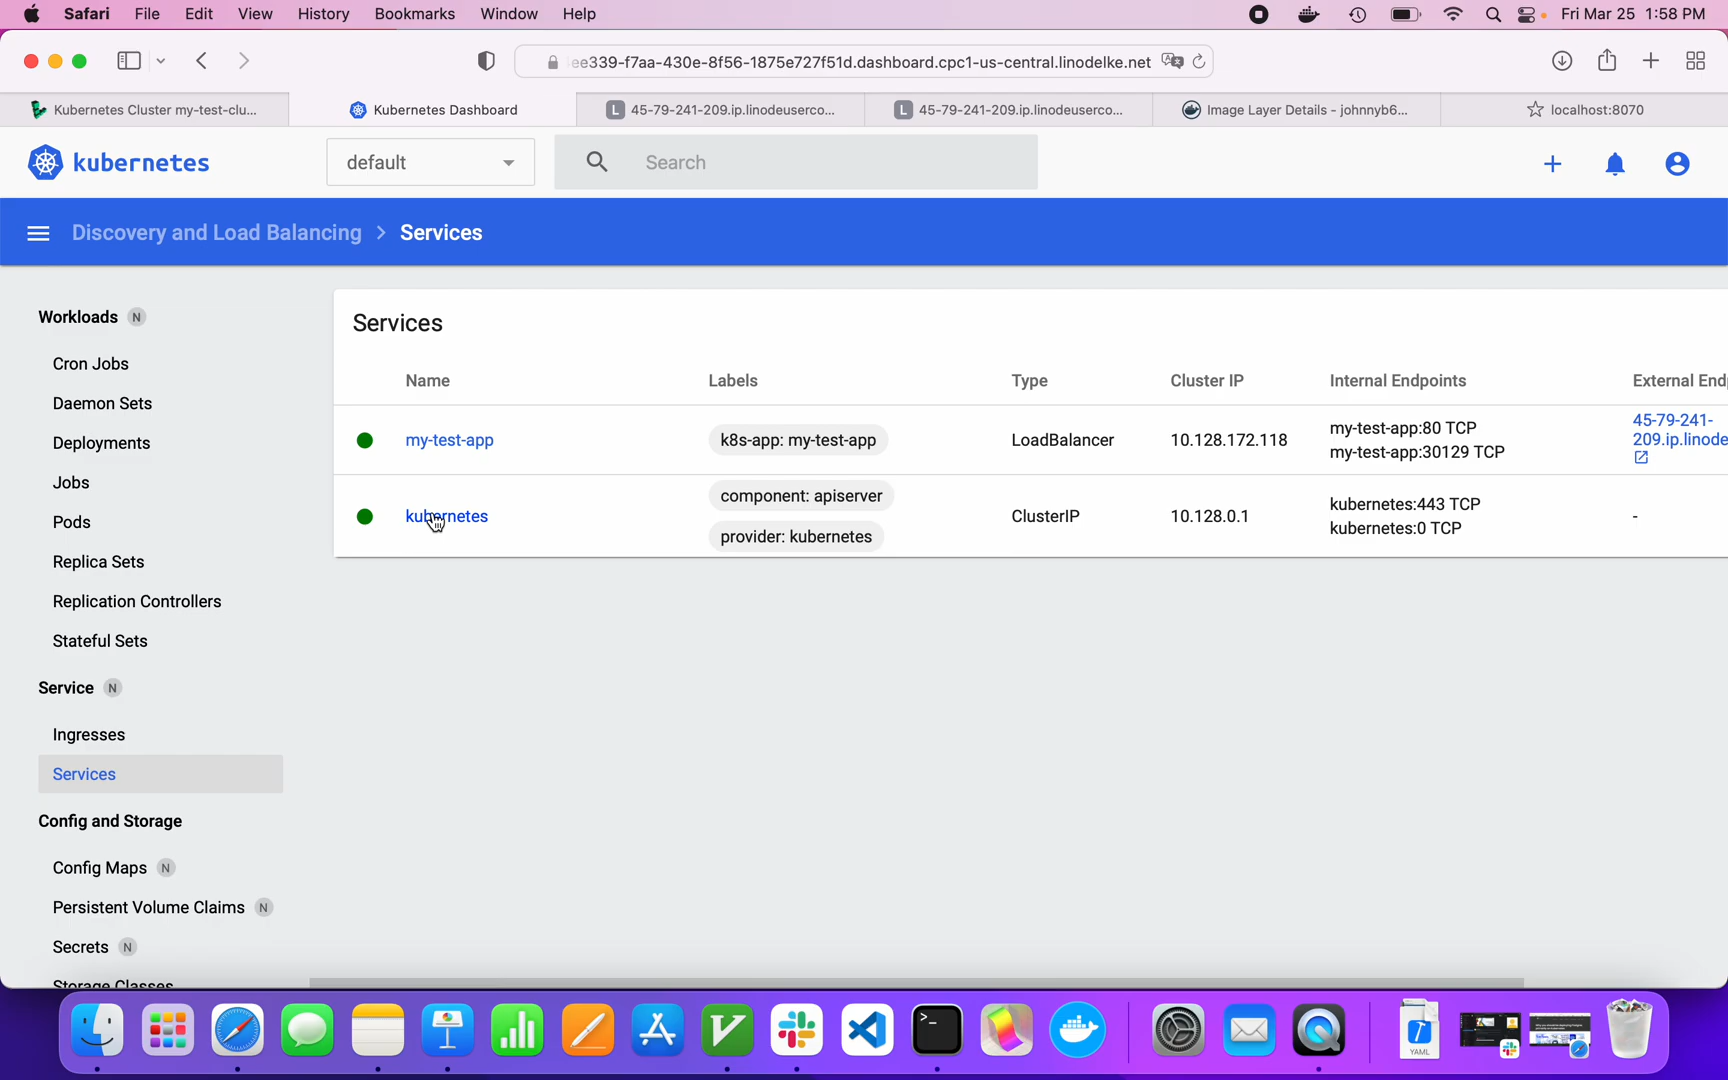 Safari File Edit View History Bookmarks Window Help Fri Mar 25 1:58 PM
ee339-f7aa-430e-8f56-1875e727f51d.dashboard.cpc1-us-central.linodelke.net
Kubernetes Cluster my-test-clu... Kubernetes Dashboard L 45-79-241-209.ip.linodeuserco... L 45-79-241-209.ip.linodeuserco... Image Layer Details - johnnyb6... localhost:8070
kubernetes default Search
Discovery and Load Balancing > Services
Workloads N
Cron Jobs
Daemon Sets
Deployments
Jobs
Pods
Replica Sets
Replication Controllers
Stateful Sets
Service N
Ingresses
Services
Config and Storage
Config Maps N
Persistent Volume Claims N
Secrets N
Storage Classes
Services
Name Labels Type Cluster IP Internal Endpoints External End
my-test-app k8s-app: my-test-app LoadBalancer 10.128.172.118 my-test-app:80 TCP
my-test-app:30129 TCP
45-79-241-
209.ip.linode
kubernetes component: apiserver
provider: kubernetes
ClusterIP 10.128.0.1 kubernetes:443 TCP
kubernetes:0 TCP
-
YAML